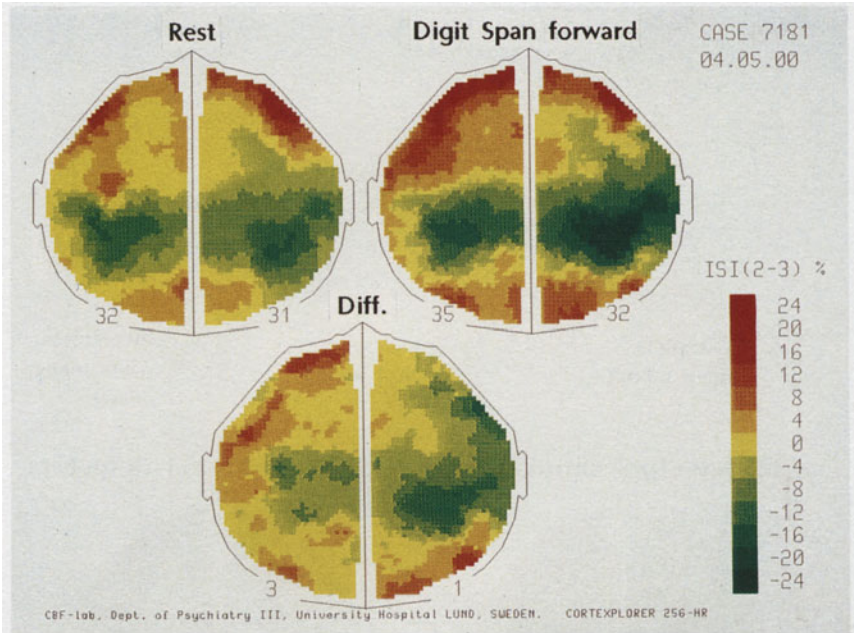 Rest
Digit Span forward
CASE 7181
04.05.00
32
31
35
32
Diff.
ISI(2-3) %
24
20
16
12
8
4
0
-4
-8
-12
-16
-20
-24
3
1
CBF-lab, Dept. of Psychiatry III, University Hospital LUND, SWEDEN.
CORTEXPLORER 256-HR